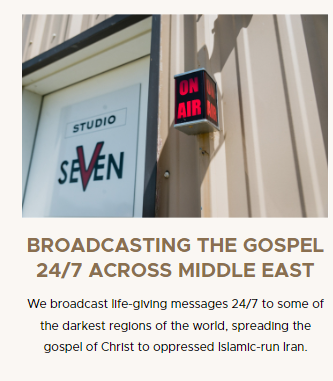 STUDIO
SEVEN
ON
AIR
BROADCASTING THE GOSPEL
24/7 ACROSS MIDDLE EAST
We broadcast life-giving messages 24/7 to some of
the darkest regions of the world, spreading the
gospel of Christ to oppressed Islamic-run Iran.